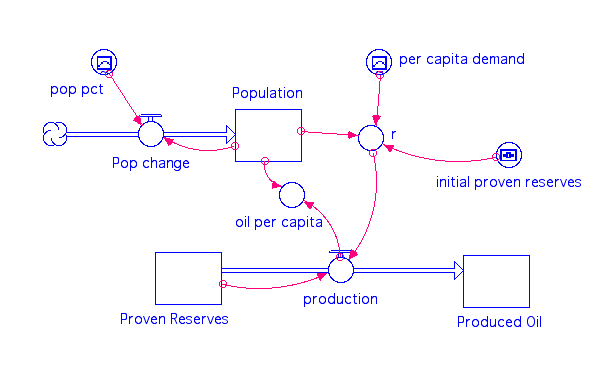 per capita demand
pop pct
Population
r
Pop change
initial proven reserves
oil per capita
production
Proven Reserves
Produced Oil